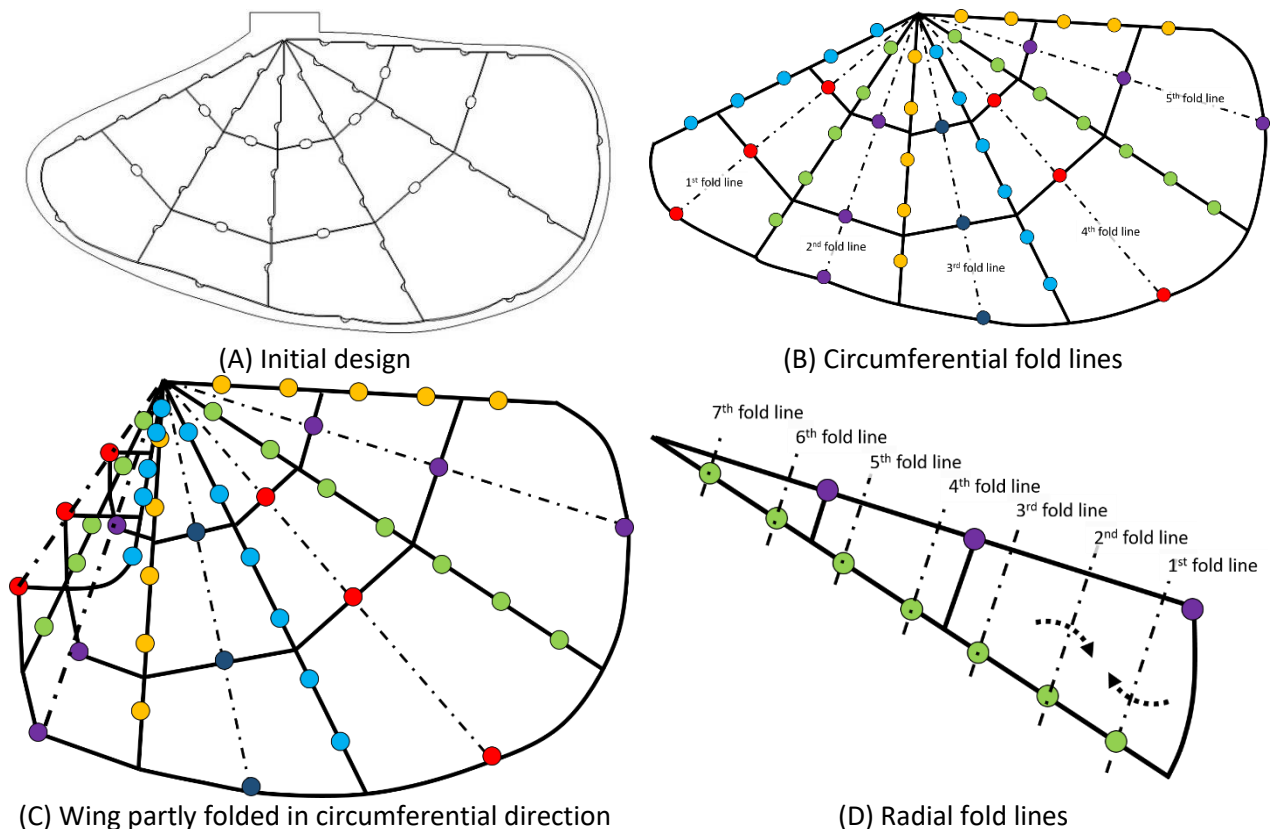 5th fold line
1st fold line
2nd fold line
3rd fold line
4th fold line
(A) Initial design
(B) Circumferential fold lines
7th fold line
6th fold line
5th fold line
4th fold line
3rd fold line
2nd fold line
1st fold line
(C) Wing partly folded in circumferential direction
(D) Radial fold lines